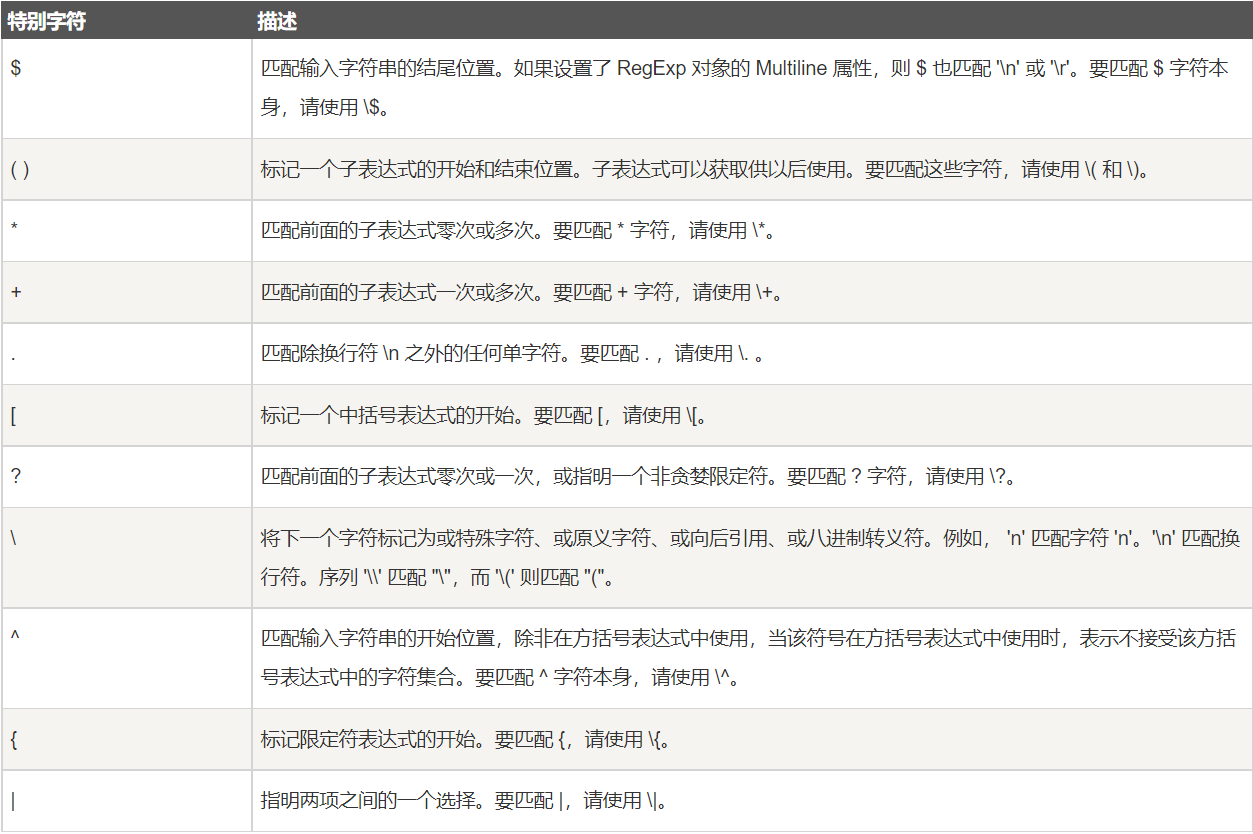 特别字符 描述
$ 匹配输入字符串的结尾位置。如果设置了 RegExp 对象的 Multiline 属性，则 $ 也匹配 '\n' 或 '\r'。要匹配 $ 字符本
身，请使用 \$。
( ) 标记一个子表达式的开始和结束位置。子表达式可以获取供以后使用。要匹配这些字符，请使用 \( 和 \)。
* 匹配前面的子表达式零次或多次。要匹配 * 字符，请使用 \*。
+ 匹配前面的子表达式一次或多次。要匹配 + 字符，请使用 \+。
. 匹配除换行符 \n 之外的任何单字符。要匹配 . ，请使用 \. 。
[ 标记一个中括号表达式的开始。要匹配 [，请使用 \[。
? 匹配前面的子表达式零次或一次，或指明一个非贪婪限定符。要匹配 ? 字符，请使用 \?。
\ 将下一个字符标记为或特殊字符、或原义字符、或向后引用、或八进制转义符。例如， 'n' 匹配字符 'n'。'\n' 匹配换
行符。序列 '\\' 匹配 "\"，而 '\(' 则匹配 "("。
^ 匹配输入字符串的开始位置，除非在方括号表达式中使用，当该符号在方括号表达式中使用时，表示不接受该方括
号表达式中的字符集合。要匹配 ^ 字符本身，请使用 \^。
{ 标记限定符表达式的开始。要匹配 {，请使用 \{。
| 指明两项之间的一个选择。要匹配 |，请使用 \|。